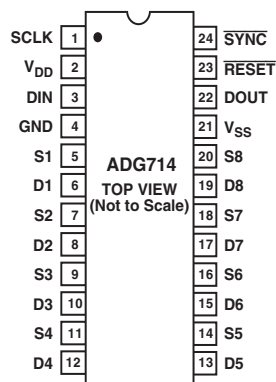 SCLK 1 24 SYNC
VDD 2 23 RESET
DIN 3 22 DOUT
GND 4 21 VSS
S1 5 20 S8
D1 6 19 D8
S2 7 18 S7
D2 8 17 D7
S3 9 16 S6
D3 10 15 D6
S4 11 14 S5
D4 12 13 D5
ADG714
TOP VIEW
(Not to Scale)